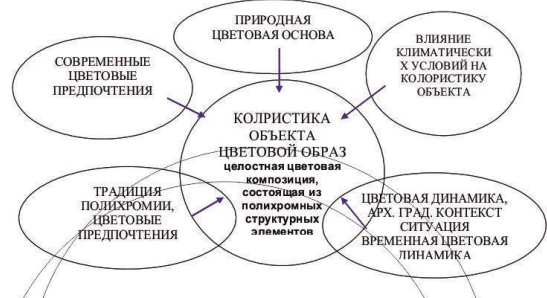 ПРИРОДНАЯ
ЦВЕТОВАЯ ОСНОВА
СОВРЕМЕННЫЕ
ЦВЕТОВЫЕ
ПРЕДПОЧТЕНИЯ
ВЛИЯНИЕ
КЛИМАТИЧЕСКИ
Х УСЛОВИЙ НА
КОЛОРИСТИКУ
ОБЪЕКТА
КОЛРИСТИКА
ОБЪЕКТА
ЦВЕТОВОЙ ОБРАЗ
целостная цветовая
композиция,
состоящая из
полихромных
структурных
элементов
ТРАДИЦИЯ
ПОЛИХРОМИИ,
ЦВЕТОВЫЕ
ПРЕДПОЧТЕНИЯ
ЦВЕТОВАЯ ДИНАМИКА,
АРХ. ГРАД. КОНТЕКСТ
СИТУАЦИЯ
ВРЕМЕННАЯ ЦВЕТОВАЯ
ДИНАМИКА